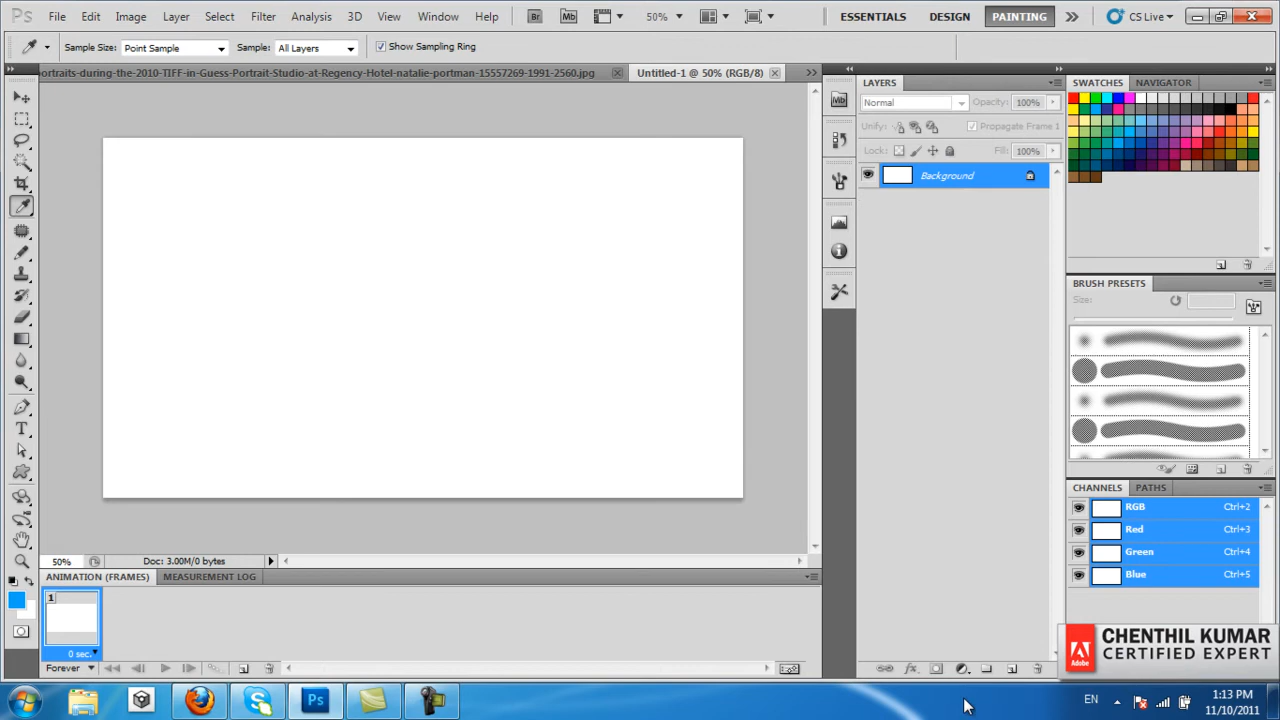 Ps File Edit Image Layer Select Filter Analysis 3D View Window Help Br Mb 50% ESSENTIALS DESIGN PAINTING CS Live
Sample Size: Point Sample Sample: All Layers Show Sampling Ring
ortraits-during-the-2010-TIFF-in-Guess-Portrait-Studio-at-Regency-Hotel-natalie-portman-15557269-1991-2560.jpg Untitled-1 @ 50% (RGB/8)
LAYERS
Normal Opacity: 100%
Unify: Propagate Frame 1
Lock: Fill: 100%
Background
Mb
SWATCHES NAVIGATOR
BRUSH PRESETS
Size:
CHANNELS PATHS
RGB Ctrl+2
Red Ctrl+3
Green Ctrl+4
Blue Ctrl+5
50% Doc: 3.00M/0 bytes
ANIMATION (FRAMES) MEASUREMENT LOG
1
0 sec.
Forever
Adobe
CHENTHIL KUMAR
CERTIFIED EXPERT
Ps
EN
1:13 PM
11/10/2011